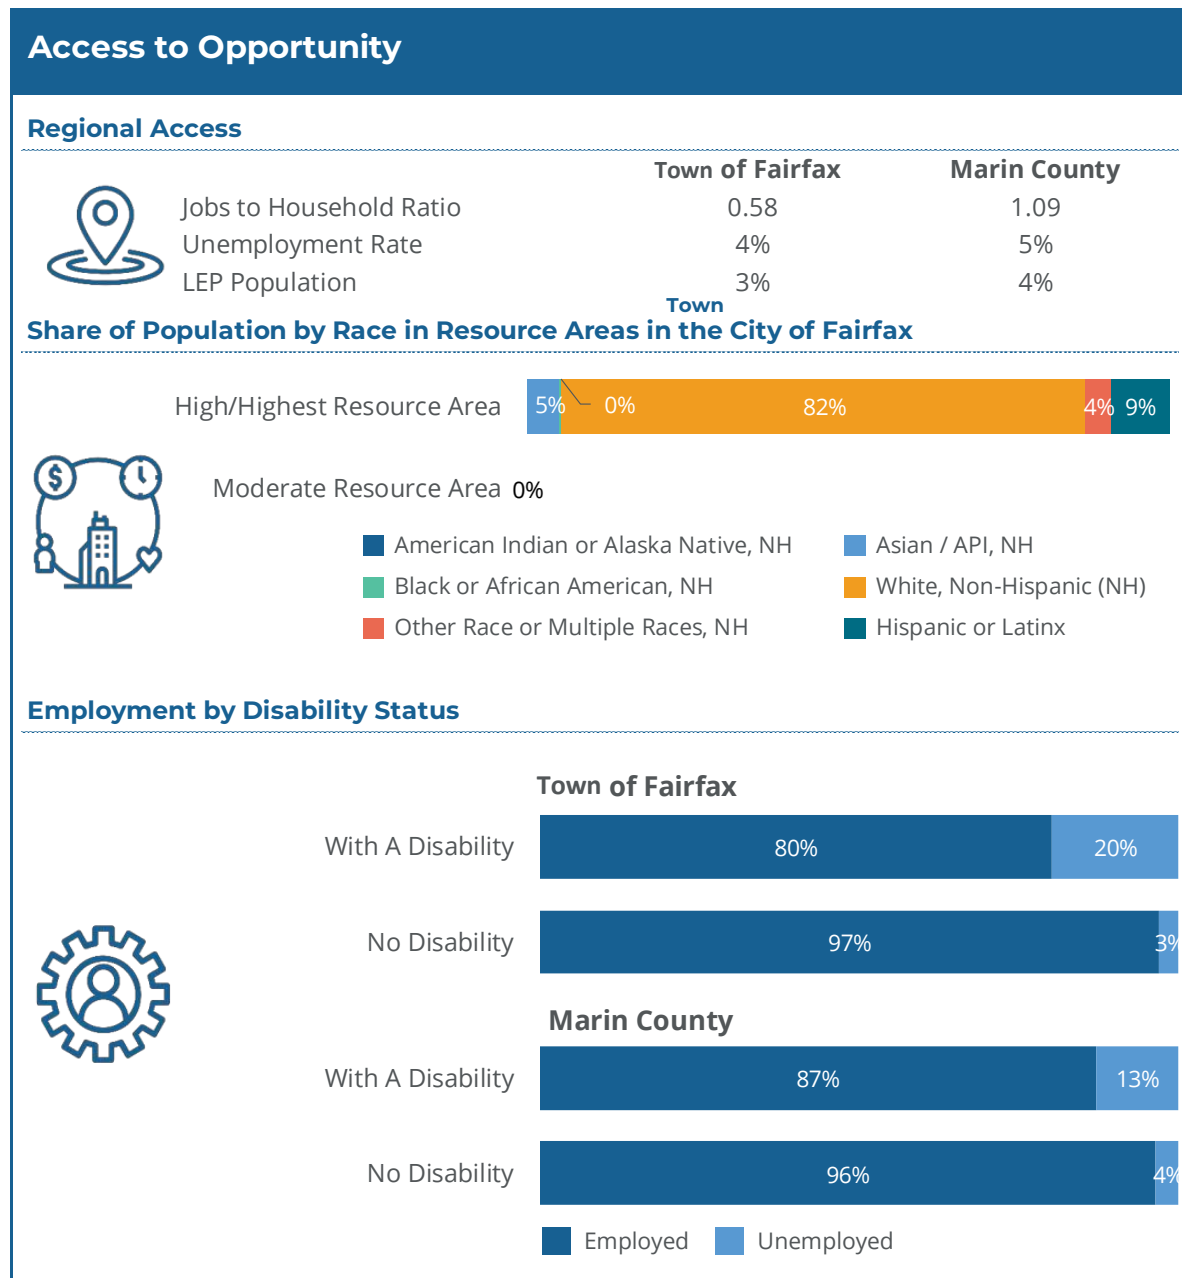 Access to Opportunity
Regional Access
Town of Fairfax Marin County
Jobs to Household Ratio 0.58 1.09
Unemployment Rate 4% 5%
LEP Population 3% 4%
Town
Share of Population by Race in Resource Areas in the City of Fairfax
High/Highest Resource Area 5% 0% 82% 4% 9%
Moderate Resource Area 0%
American Indian or Alaska Native, NH Asian / API, NH
Black or African American, NH White, Non-Hispanic (NH)
Other Race or Multiple Races, NH Hispanic or Latinx
Employment by Disability Status
Town of Fairfax
With A Disability 80% 20%
No Disability 97% 3%
Marin County
With A Disability 87% 13%
No Disability 96% 4%
Employed Unemployed